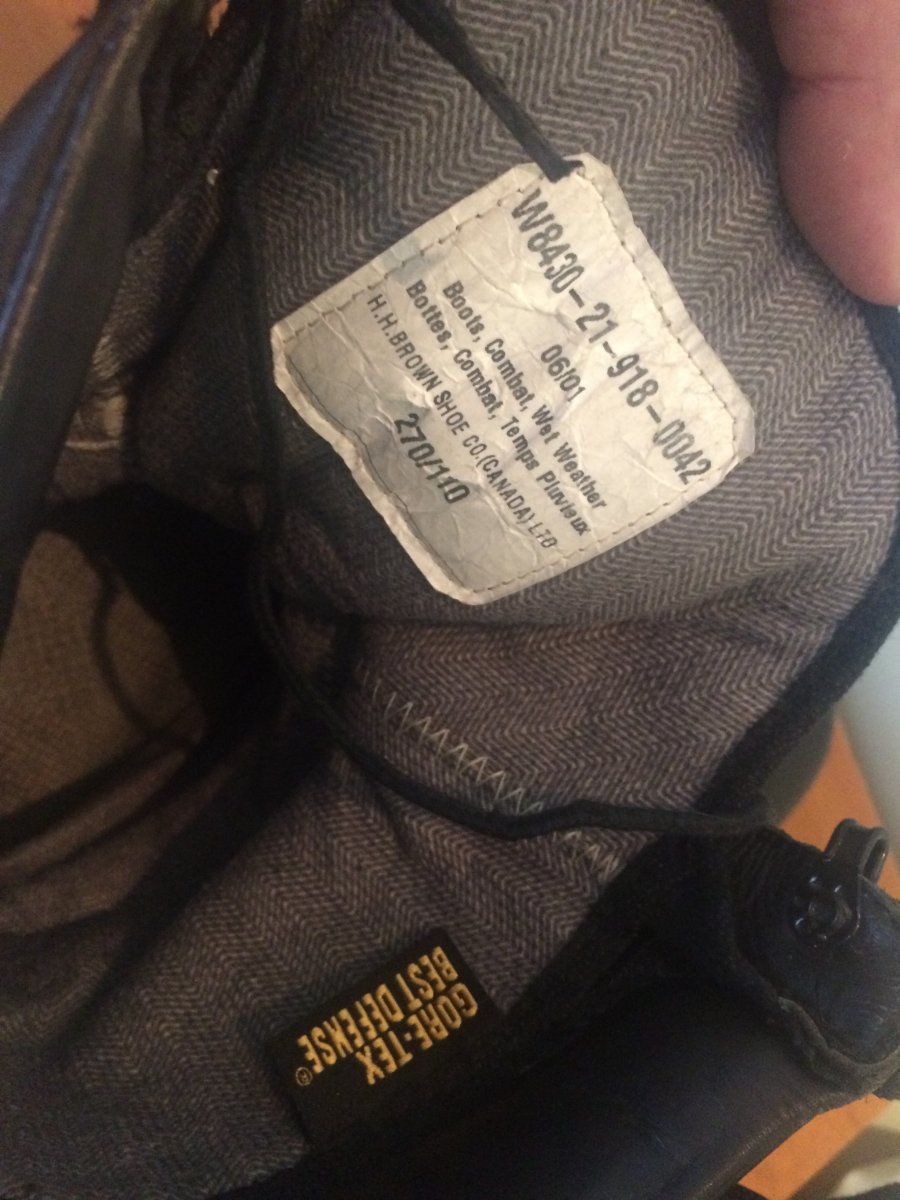 W8430-21-918-0042
06/01
Boots, Combat, Wet Weather
Bottes, Combat, Temps Pluvieux
H.H.BROWN SHOE CO.(CANADA) LTD
270/110
GORE-TEX
BEST DEFENSE®